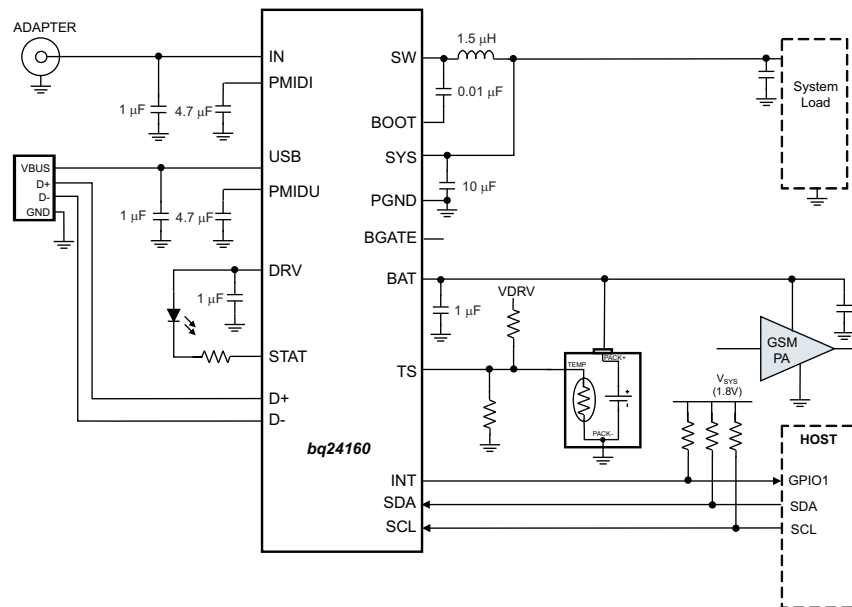 ADAPTER
IN
PMIDI
1 μF
4.7 μF
VBUS
D+
D-
GND
USB
PMIDU
1 μF
4.7 μF
DRV
1 μF
STAT
D+
D-
bq24160
SW
1.5 μH
0.01 μF
BOOT
SYS
10 μF
PGND
BGATE
BAT
1 μF
VDRV
TS
TEMP
PACK+
PACK-
INT
SDA
SCL
System
Load
GSM
PA
VSYS
(1.8V)
HOST
GPIO1
SDA
SCL